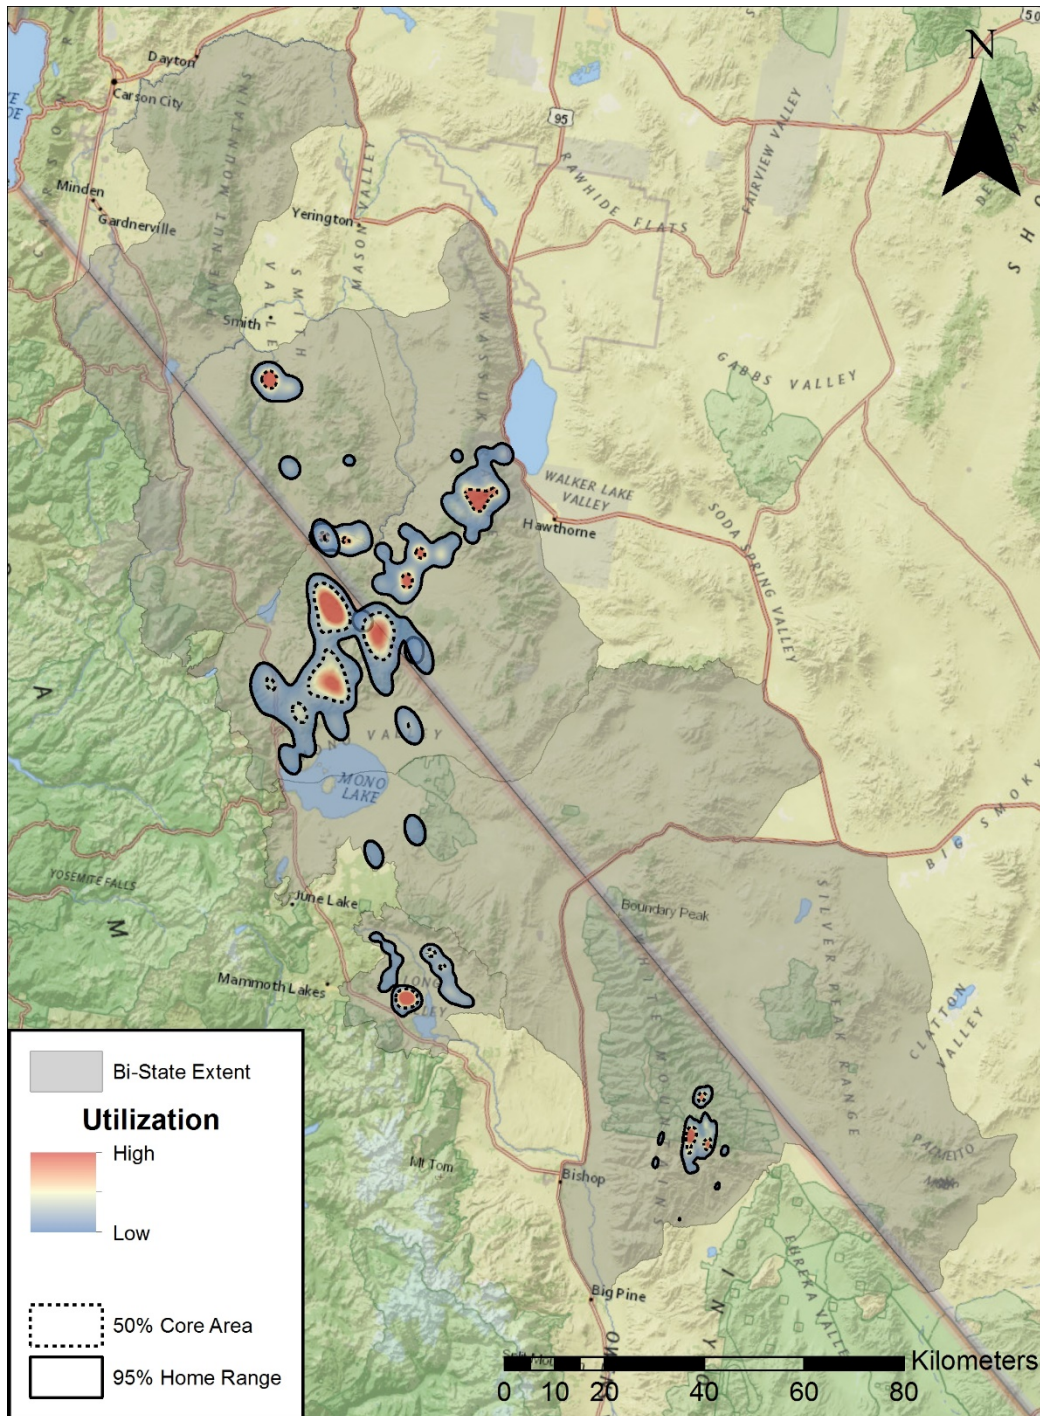 50
N
Dayton
Carson City
95
FAIRVIEW VALLEY
PINE NUT MOUNTAINS
Minden
Gardnerville
Yerington
MASON VALLEY
RAWHIDE FLATS
SMITH
Smith
WASSUK
GABBS VALLEY
WALKER LAKE
VALLEY
Hawthorne
SODA SPRING VALLEY
MONO
LAKE
BIG SMOKY
YOSEMITE FALLS
June Lake
Boundary Peak
SILVER PEAK RANGE
Mammoth Lakes
CLAYTON
VALLEY
WHITE MOUNTAINS
PALMETO
Mt Tom
Bishop
EUREKA VALLEY
INYO
Big Pine
Bi-State Extent
Utilization
High
Low
50% Core Area
95% Home Range
Kilometers
0 10 20 40 60 80